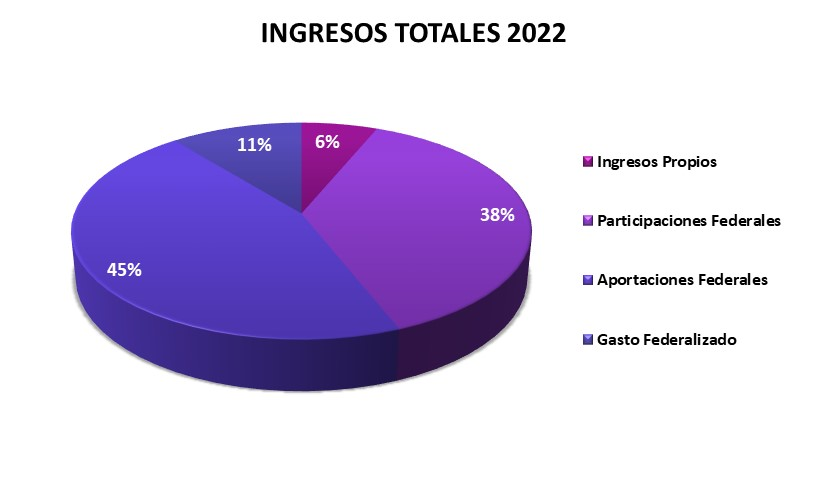 INGRESOS TOTALES 2022
11%
6%
38%
45%
Ingresos Propios
Participaciones Federales
Aportaciones Federales
Gasto Federalizado